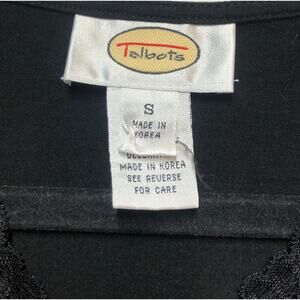 Talbots
S
MADE IN
KOREA
MADE IN KOREA
SEE REVERSE
FOR CARE